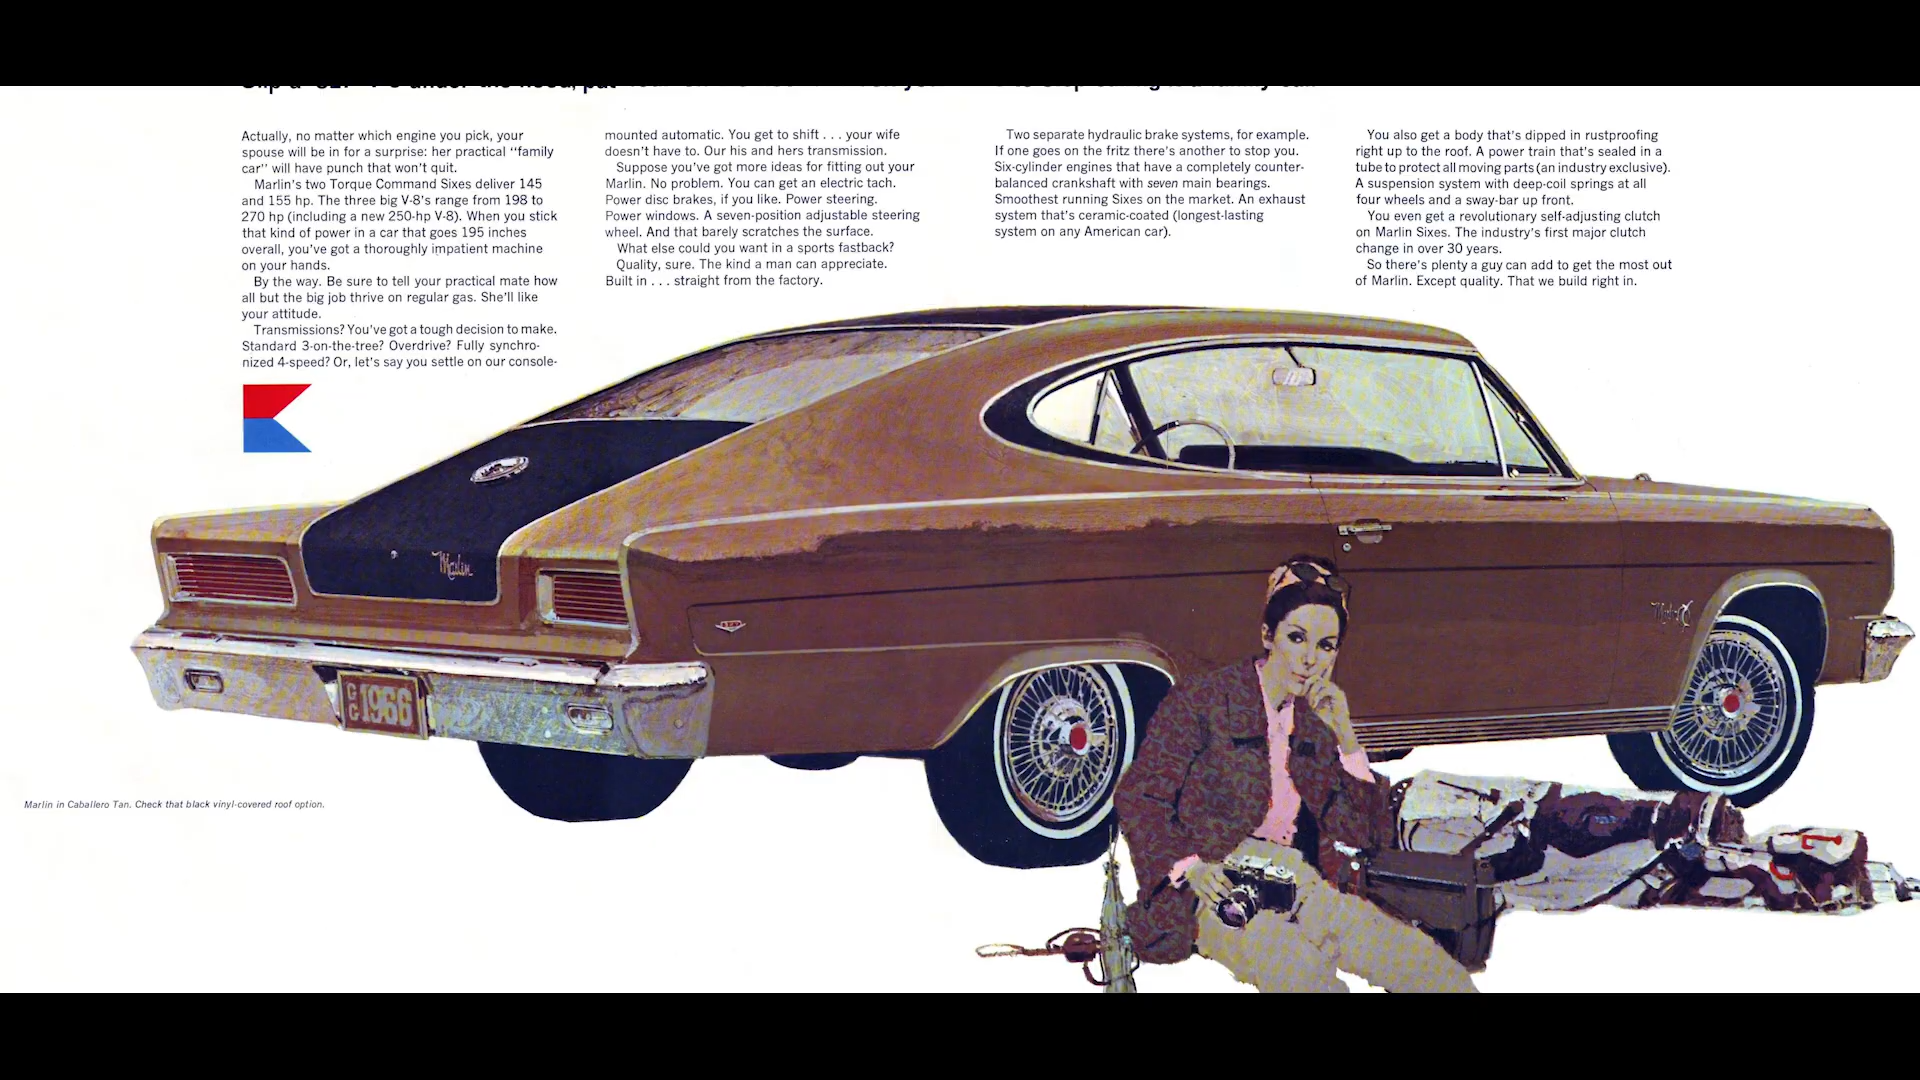 Actually, no matter which engine you pick, your
spouse will be in for a surprise: her practical "family
car" will have punch that won't quit.
Marlin's two Torque Command Sixes deliver 145
and 155 hp. The three big V-8's range from 198 to
270 hp (including a new 250-hp V-8). When you stick
that kind of power in a car that goes 195 inches
overall, you've got a thoroughly impatient machine
on your hands.
By the way. Be sure to tell your practical mate how
all but the big job thrive on regular gas. She'll like
your attitude.
Transmissions? You've got a tough decision to make.
Standard 3-on-the-tree? Overdrive? Fully synchro-
nized 4-speed? Or, let's say you settle on our console-
mounted automatic. You get to shift . . . your wife
doesn't have to. Our his and hers transmission.
Suppose you've got more ideas for fitting out your
Marlin. No problem. You can get an electric tach.
Power disc brakes, if you like. Power steering.
Power windows. A seven-position adjustable steering
wheel. And that barely scratches the surface.
What else could you want in a sports fastback?
Quality, sure. The kind a man can appreciate.
Built in . . . straight from the factory.
Two separate hydraulic brake systems, for example.
If one goes on the fritz there's another to stop you.
Six-cylinder engines that have a completely counter-
balanced crankshaft with seven main bearings.
Smoothest running Sixes on the market. An exhaust
system that's ceramic-coated (longest-lasting
system on any American car).
You also get a body that's dipped in rustproofing
right up to the roof. A power train that's sealed in a
tube to protect all moving parts (an industry exclusive).
A suspension system with deep-coil springs at all
four wheels and a sway-bar up front.
You even get a revolutionary self-adjusting clutch
on Marlin Sixes. The industry's first major clutch
change in over 30 years.
So there's plenty a guy can add to get the most out
of Marlin. Except quality. That we build right in.
Marlin
327
GG 1966
Marlin in Caballero Tan. Check that black vinyl-covered roof option.